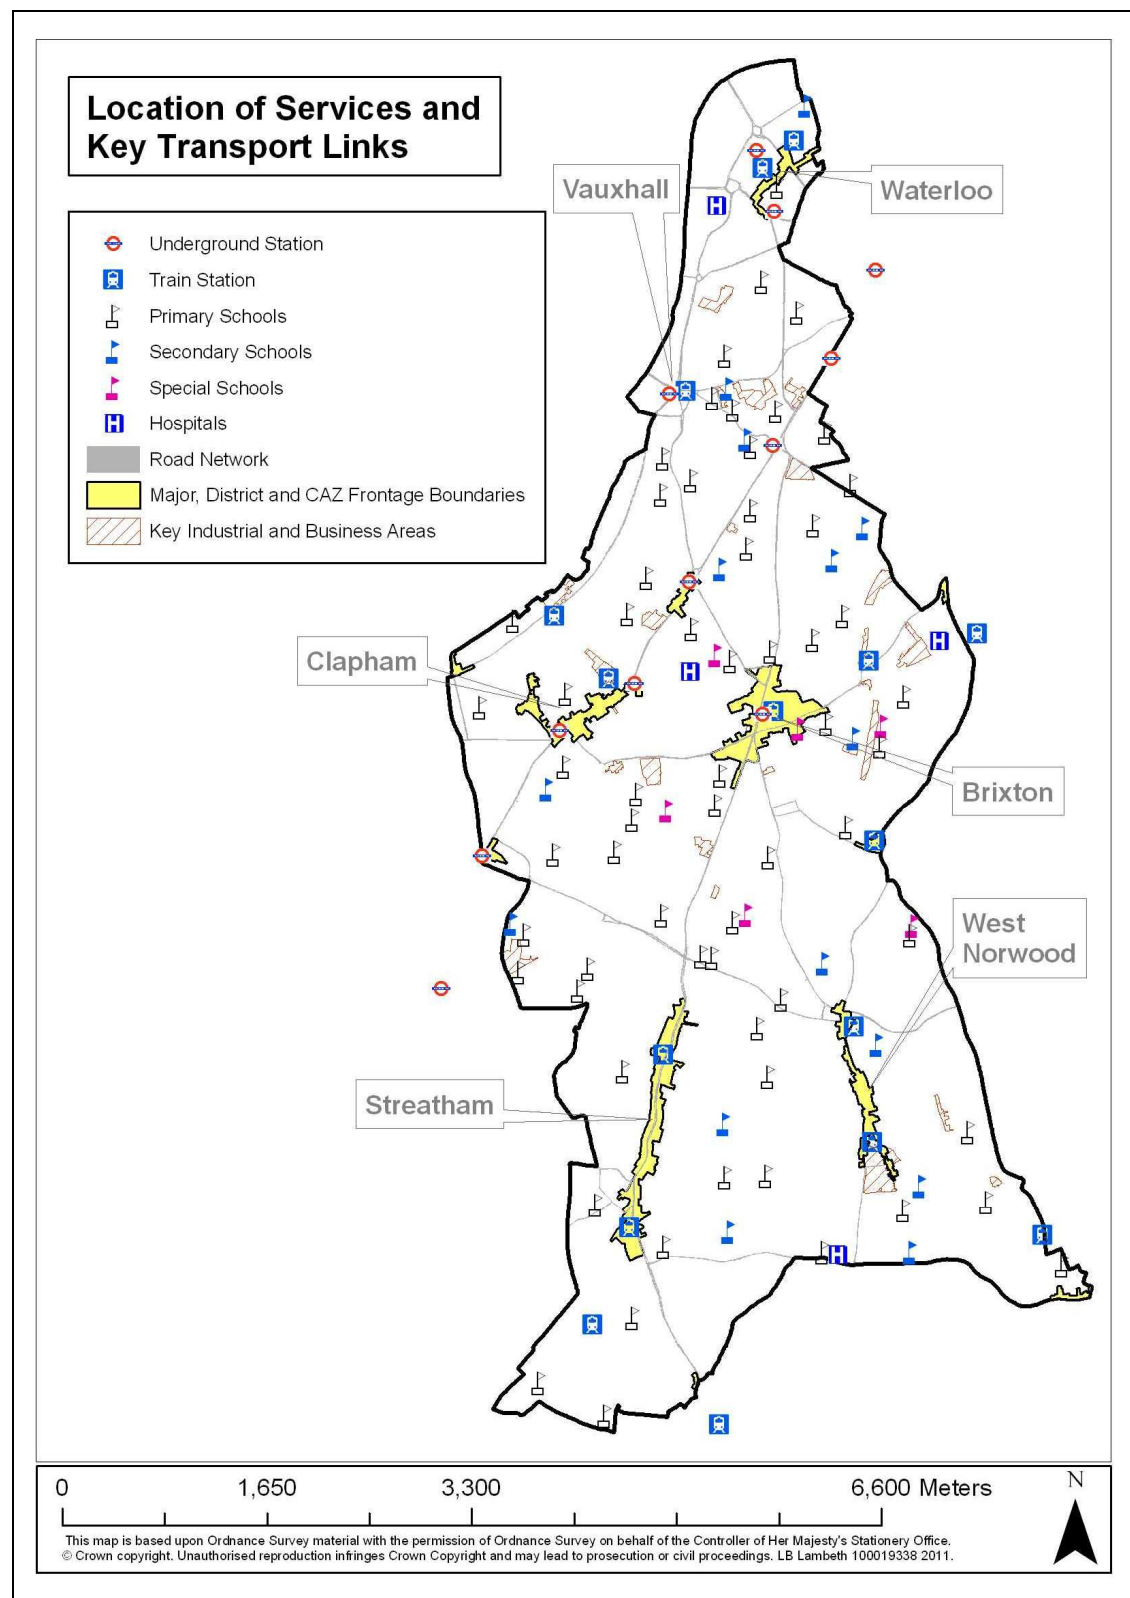 Location of Services and
Key Transport Links
Vauxhall
Waterloo
Underground Station
Train Station
Primary Schools
Secondary Schools
Special Schools
H Hospitals
Road Network
Major, District and CAZ Frontage Boundaries
Key Industrial and Business Areas
H
H
Clapham
H
Brixton
West
Norwood
Streatham
H
0 1,650 3,300 6,600 Meters
N
This map is based upon Ordnance Survey material with the permission of Ordnance Survey on behalf of the Controller of Her Majesty's Stationery Office.
© Crown copyright. Unauthorised reproduction infringes Crown Copyright and may lead to prosecution or civil proceedings. LB Lambeth 100019338 2011.